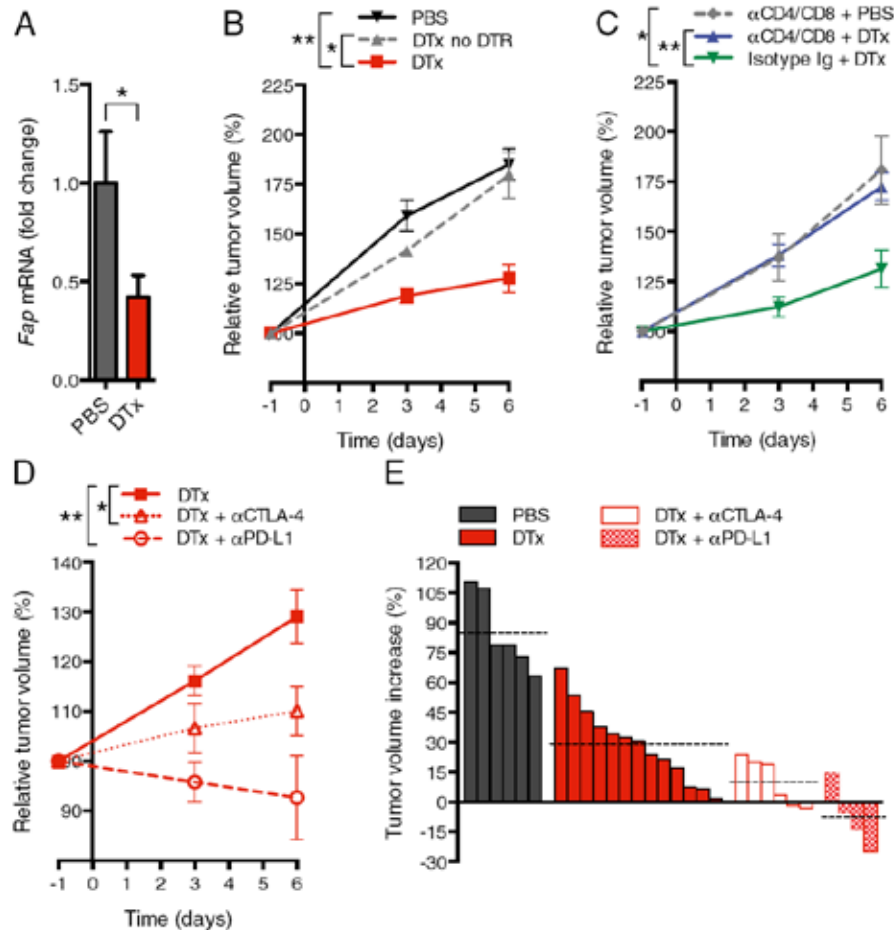 A
Fap mRNA (fold change)
1.5
1.0
0.5
0.0
*
PBS
DTx
B
** *
PBS
DTx no DTR
DTx
Relative tumor volume (%)
200
175
150
125
100
-1 0 1 2 3 4 5 6
Time (days)
C
* **
αCD4/CD8 + PBS
αCD4/CD8 + DTx
Isotype Ig + DTx
Relative tumor volume (%)
200
175
150
125
100
-1 0 1 2 3 4 5 6
Time (days)
D
** *
DTx
DTx + αCTLA-4
DTx + αPD-L1
Relative tumor volume (%)
130
120
110
100
90
-1 0 1 2 3 4 5 6
Time (days)
E
PBS
DTx
DTx + αCTLA-4
DTx + αPD-L1
Tumor volume increase (%)
120
105
90
75
60
45
30
15
0
-15
-30